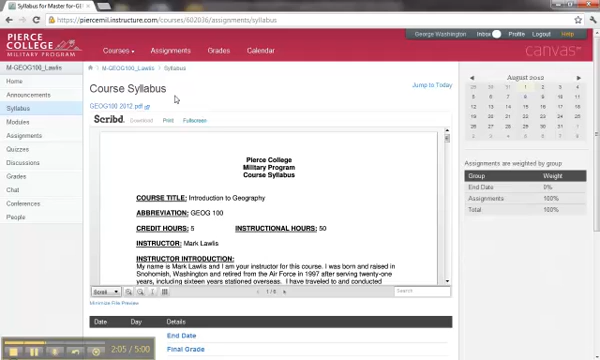 Syllabus for Master for-GE
https://piercemil.instructure.com/courses/602036/assignments/syllabus
George Washington Inbox Profile Logout Help
PIERCE
COLLEGE
MILITARY PROGRAM
Courses Assignments Grades Calendar
canvas
M-GEOG100_Lawlis
Home
Announcements
Syllabus
Modules
Assignments
Quizzes
Discussions
Grades
Chat
Conferences
People
M-GEOG100_Lawlis Syllabus
Course Syllabus
Jump to Today
GEOG100 2012.pdf
Scribd. Download Print Fullscreen
Pierce College
Military Program
Course Syllabus
COURSE TITLE: Introduction to Geography
ABBREVIATION: GEOG 100
CREDIT HOURS: 5 INSTRUCTIONAL HOURS: 50
INSTRUCTOR: Mark Lawlis
INSTRUCTOR INTRODUCTION:
My name is Mark Lawlis and I am your instructor for this course. I was born and raised in
Snohomish, Washington and retired from the Air Force in 1997 after serving twenty-one
years, including sixteen years stationed overseas. I have traveled to and conducted
Scroll 1 / 6 Search
Minimize File Preview
Date Day Details
End Date
Final Grade
August 2012
29 30 31 1 2 3 4
5 6 7 8 9 10 11
12 13 14 15 16 17 18
19 20 21 22 23 24 25
26 27 28 29 30 31 1
Assignments are weighted by group:
Group Weight
End Date 0%
Assignments: 100%
Total: 100%
2:05 / 5:00